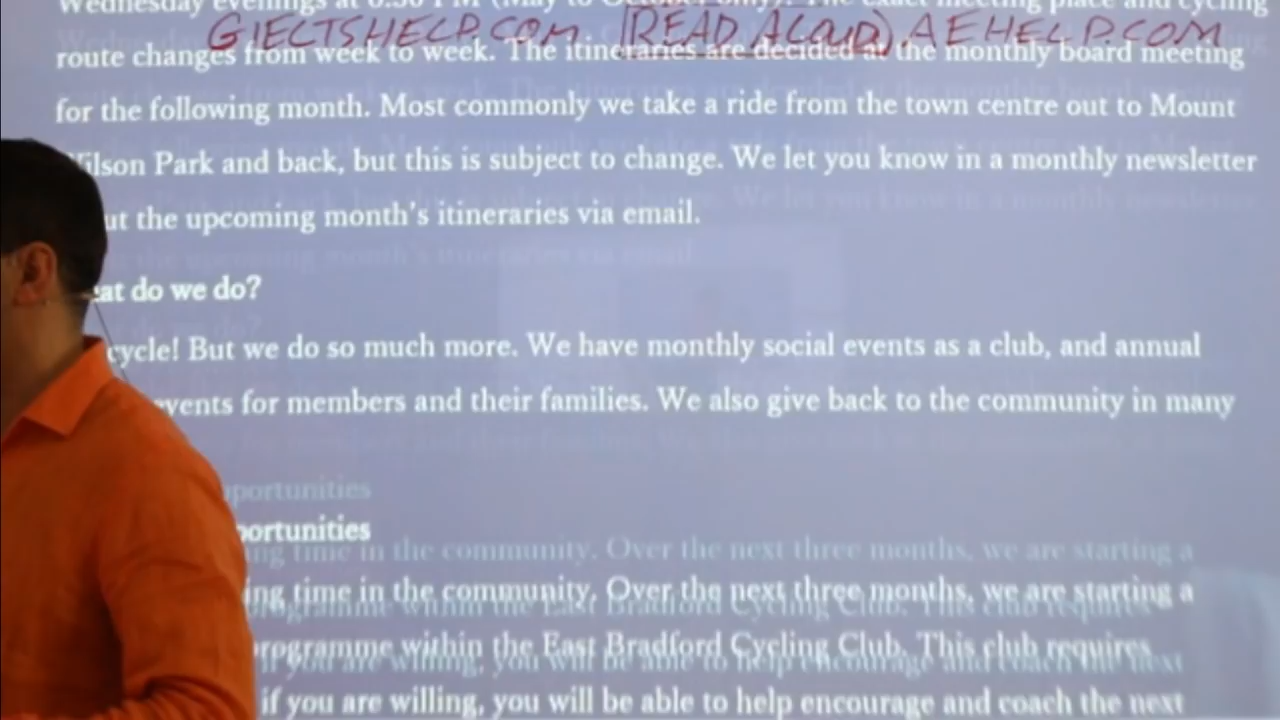 Wednesday evenings at 6:30 PM (May to October only). The exact meeting place and cycling
GIELTSHELP.COM READ ALOUD AEHELP.COM
route changes from week to week. The itineraries are decided at the monthly board meeting
for the following month. Most commonly we take a ride from the town centre out to Mount
Wilson Park and back, but this is subject to change. We let you know in a monthly newsletter
the upcoming month's itineraries via email.
do we do?
cycle! But we do so much more. We have monthly social events as a club, and annual
events for members and their families. We also give back to the community in many
portunities
time in the community. Over the next three months, we are starting a
programme within the East Bradford Cycling Club. This club requires
if you are willing, you will be able to help encourage and coach the next